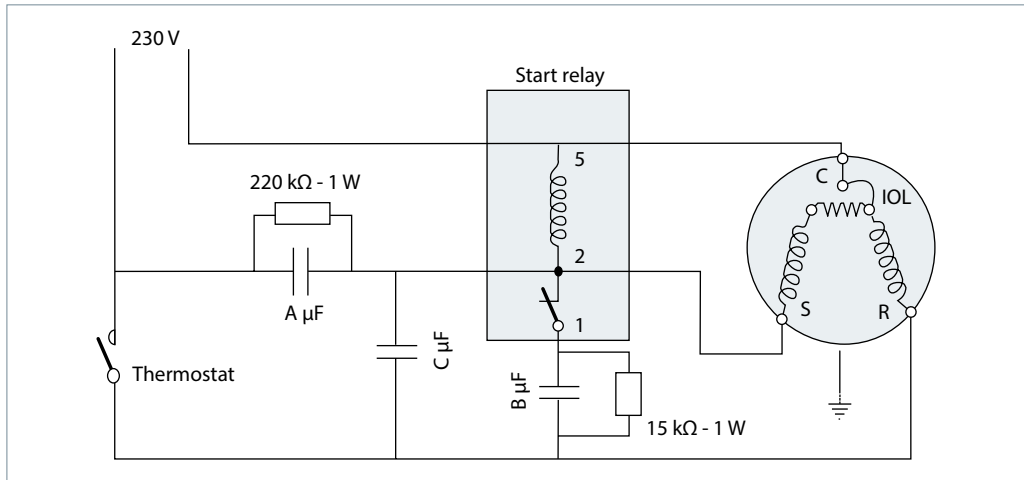 230 V
Start relay
5
220 kΩ - 1 W
C
IOL
2
A µF
S
R
1
C µF
Thermostat
B µF
15 kΩ - 1 W